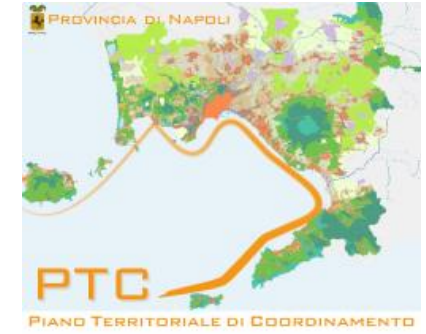 PROVINCIA DI NAPOLI
PTC
PIANO TERRITORIALE DI COORDINAMENTO